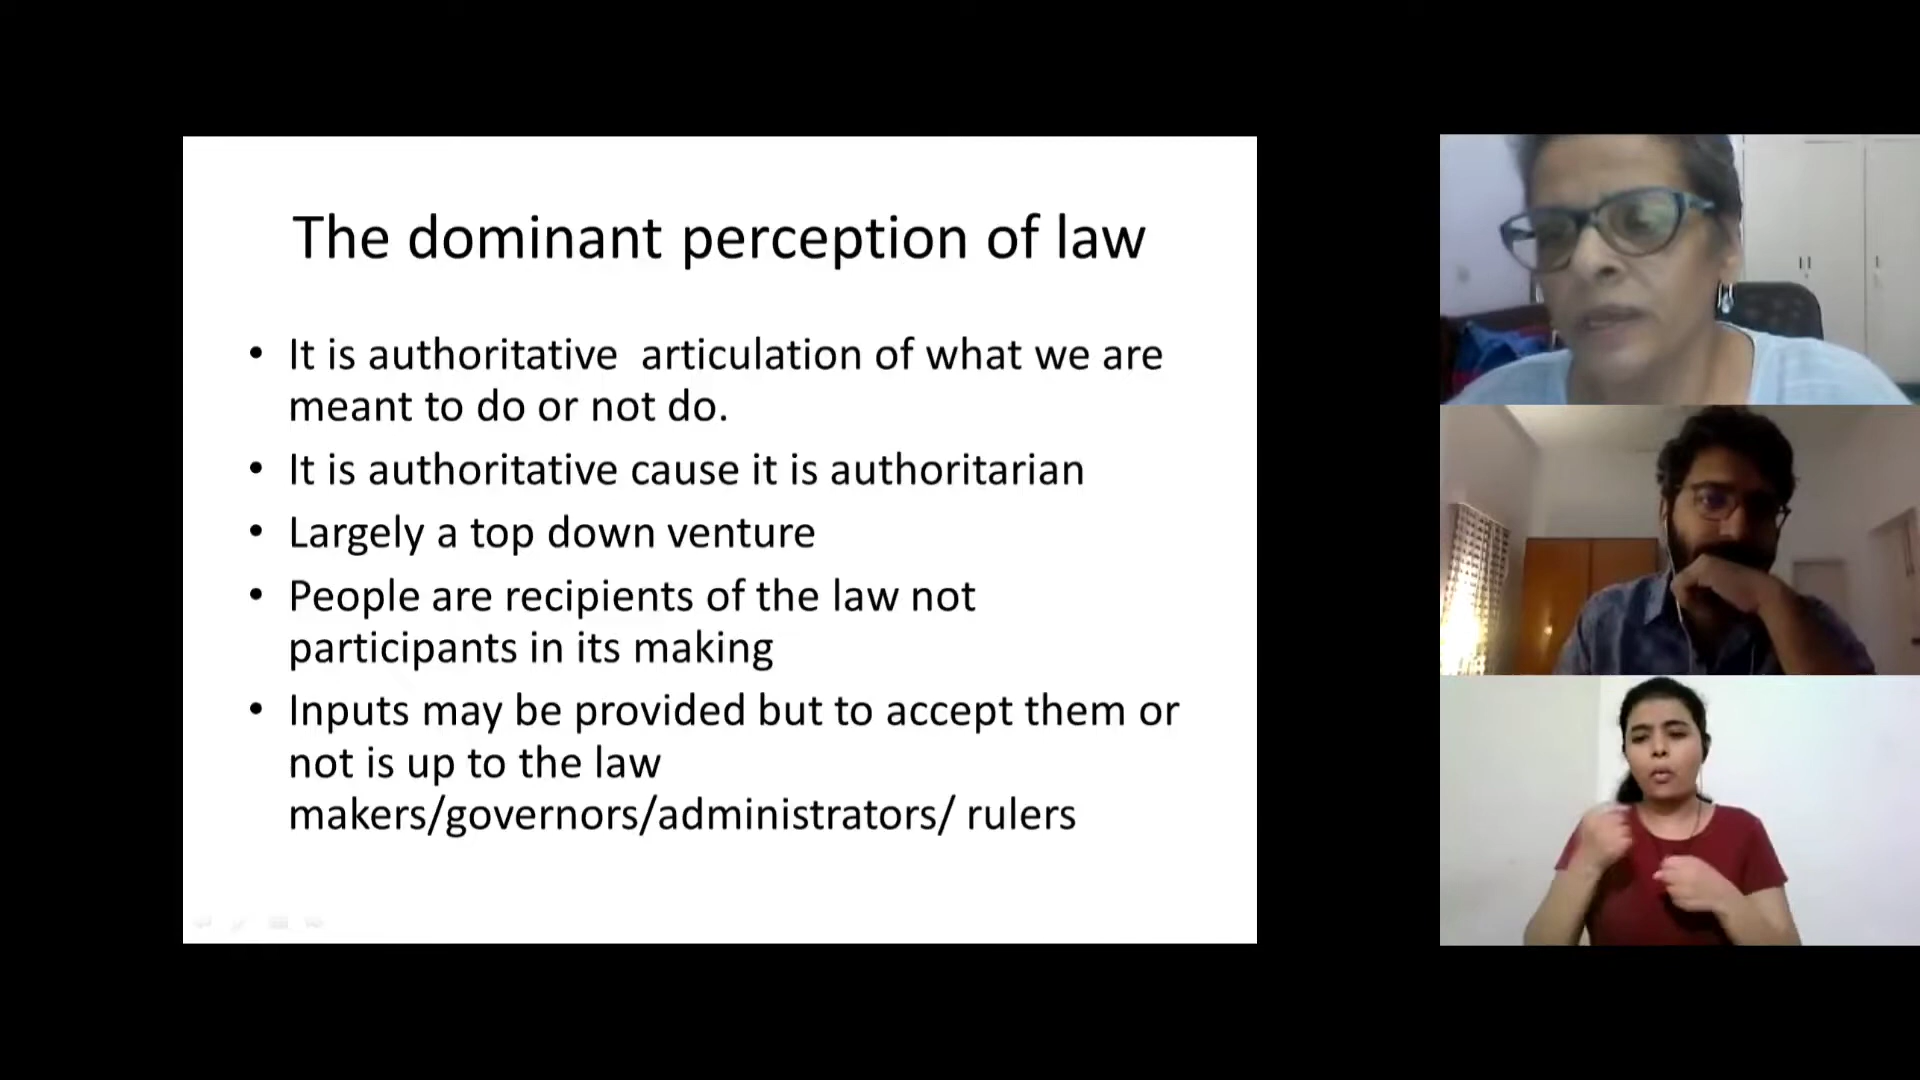 The dominant perception of law
• It is authoritative  articulation of what we are
meant to do or not do.
• It is authoritative cause it is authoritarian
• Largely a top down venture
• People are recipients of the law not
participants in its making
• Inputs may be provided but to accept them or
not is up to the law
makers/governors/administrators/ rulers